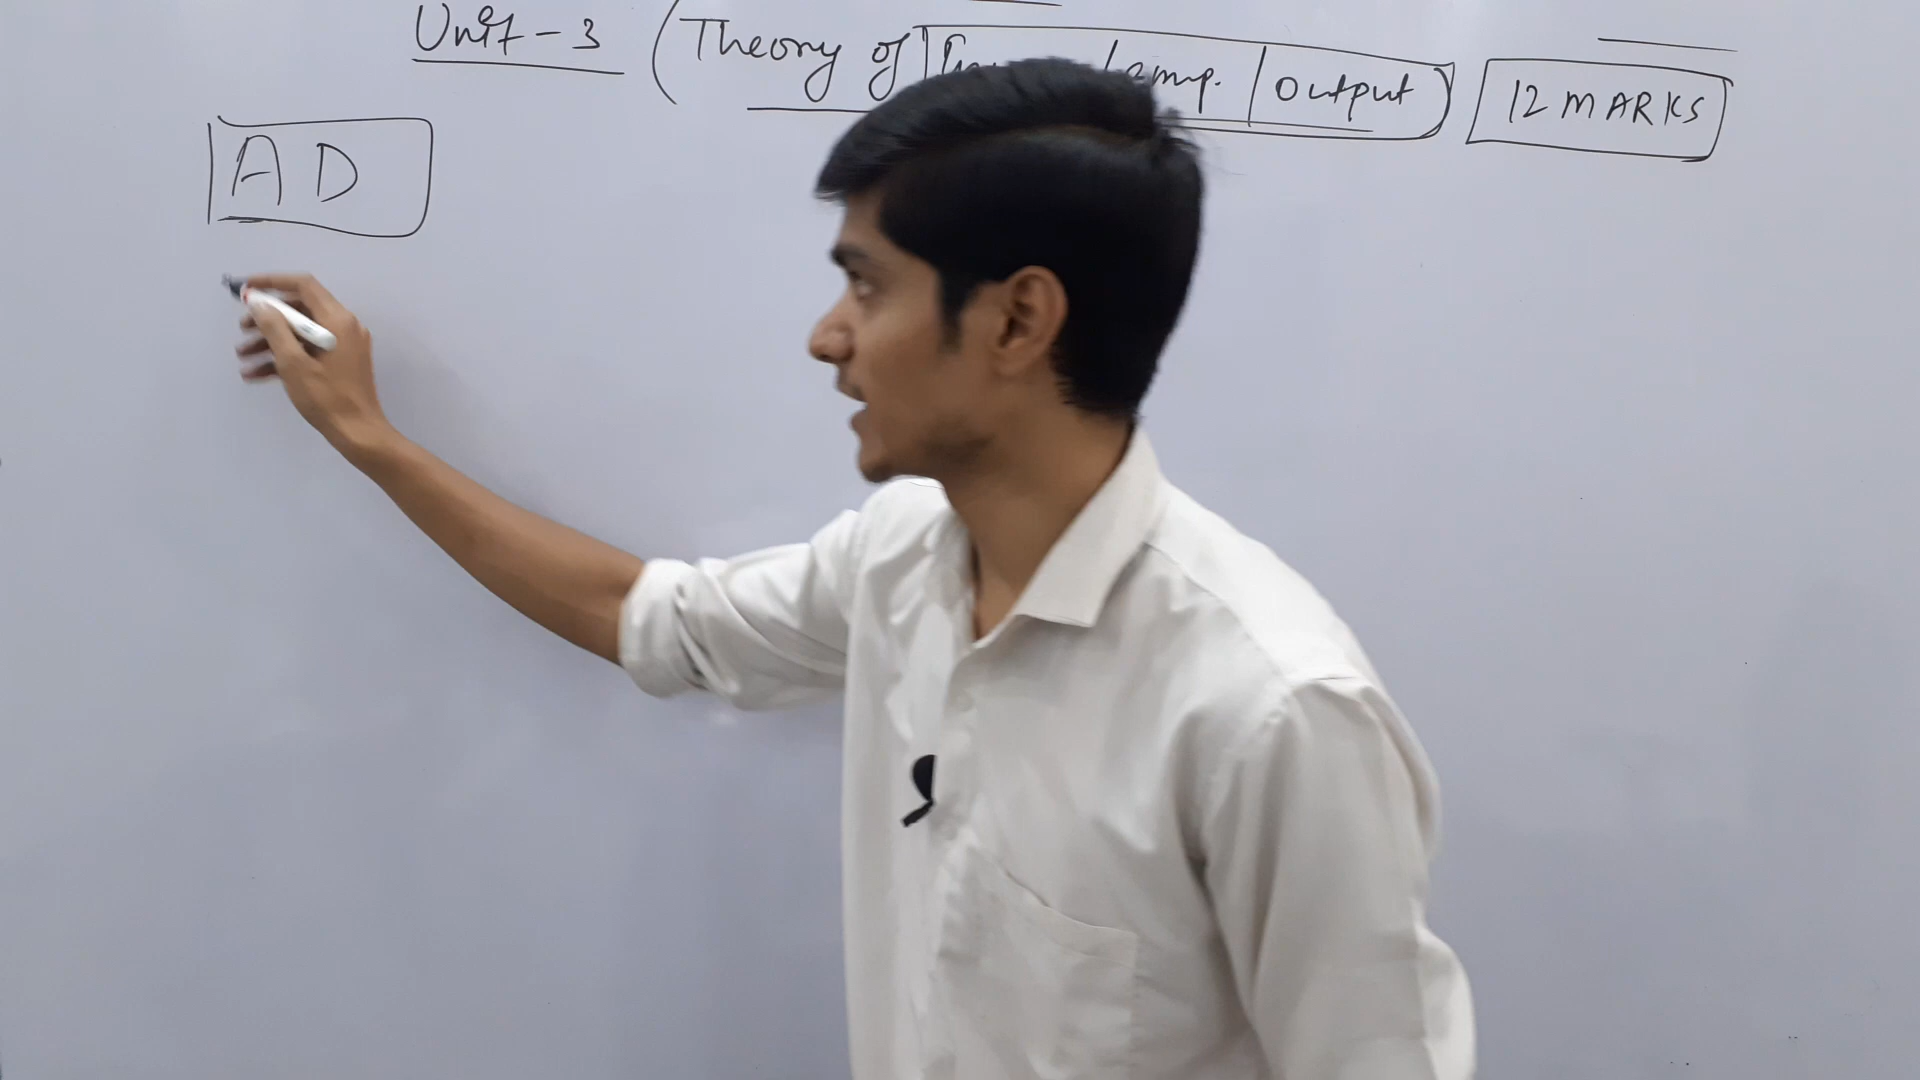 Unit-3 (Theory of emp. | Output) 12 MARKS
AD